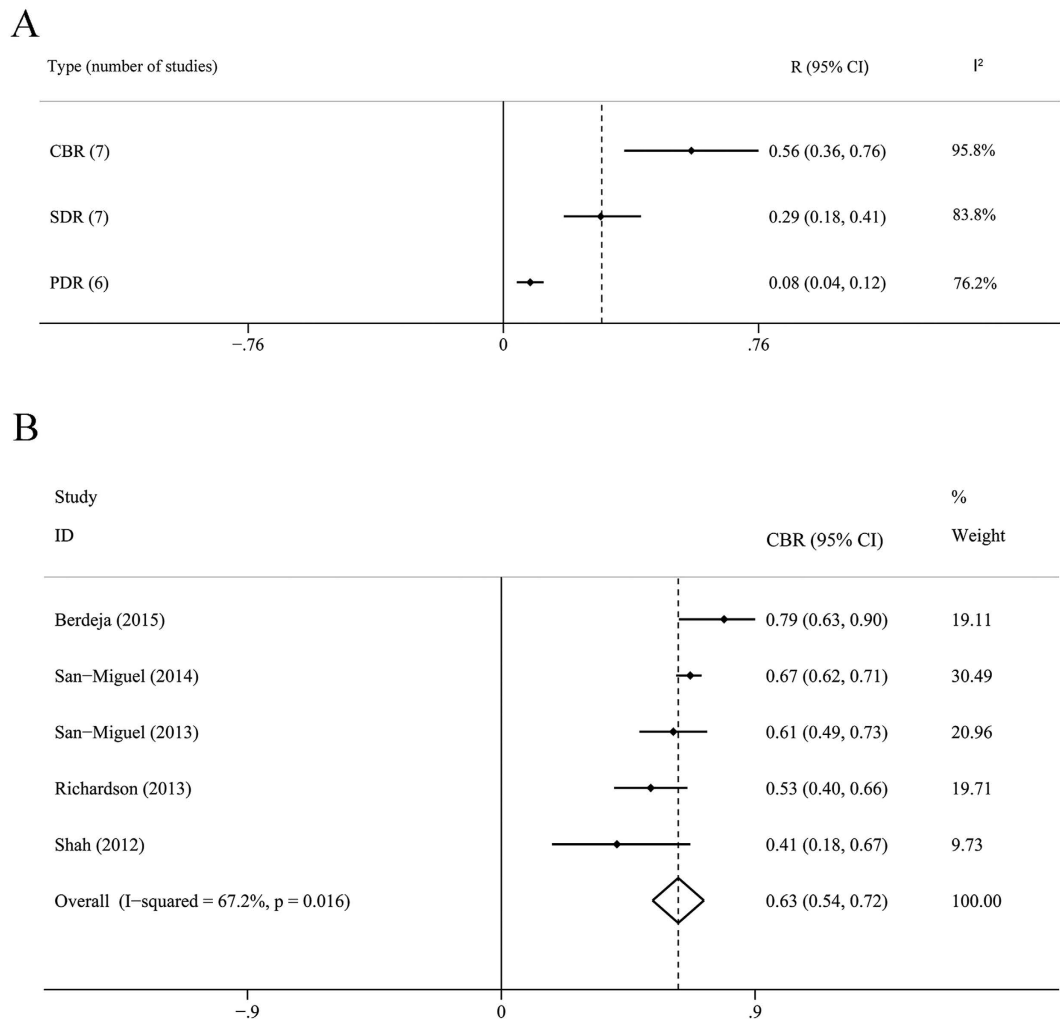 A
Type (number of studies) R (95% CI) I²
CBR (7) 0.56 (0.36, 0.76) 95.8%
SDR (7) 0.29 (0.18, 0.41) 83.8%
PDR (6) 0.08 (0.04, 0.12) 76.2%
−.76 0 .76
B
Study %
ID CBR (95% CI) Weight
Berdeja (2015) 0.79 (0.63, 0.90) 19.11
San−Miguel (2014) 0.67 (0.62, 0.71) 30.49
San−Miguel (2013) 0.61 (0.49, 0.73) 20.96
Richardson (2013) 0.53 (0.40, 0.66) 19.71
Shah (2012) 0.41 (0.18, 0.67) 9.73
Overall (I−squared = 67.2%, p = 0.016) 0.63 (0.54, 0.72) 100.00
−.9 0 .9